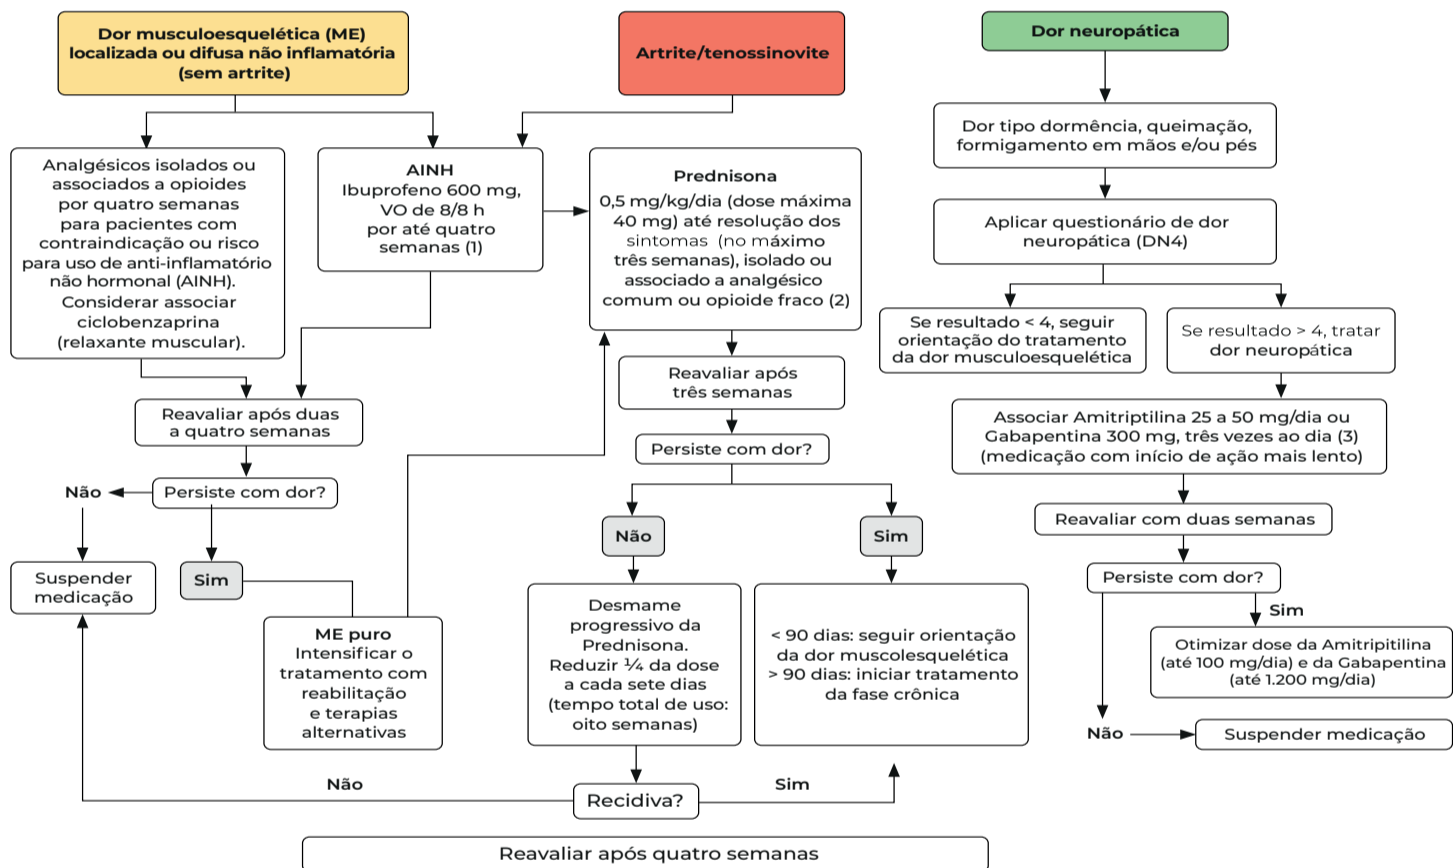 Dor musculoesquelética (ME)
localizada ou difusa não inflamatória
(sem artrite)
Artrite/tenossinovite
Dor neuropática
Analgésicos isolados ou
associados a opioides
por quatro semanas
para pacientes com
contraindicação ou risco
para uso de anti-inflamatório
não hormonal (AINH).
Considerar associar
ciclobenzaprina
(relaxante muscular).
AINH
Ibuprofeno 600 mg,
VO de 8/8 h
por até quatro
semanas (1)
Prednisona
0,5 mg/kg/dia (dose máxima
40 mg) até resolução dos
sintomas (no máximo
três semanas), isolado ou
associado a analgésico
comum ou opioide fraco (2)
Dor tipo dormência, queimação,
formigamento em mãos e/ou pés
Aplicar questionário de dor
neuropática (DN4)
Se resultado < 4, seguir
orientação do tratamento
da dor musculoesquelética
Se resultado > 4, tratar
dor neuropática
Reavaliar após duas
a quatro semanas
Reavaliar após
três semanas
Associar Amitriptilina 25 a 50 mg/dia ou
Gabapentina 300 mg, três vezes ao dia (3)
(medicação com início de ação mais lento)
Persiste com dor?
Não
Persiste com dor?
Reavaliar com duas semanas
Suspender
medicação
Sim
Não
Sim
Persiste com dor?
Sim
ME puro
Intensificar o
tratamento com
reabilitação
e terapias
alternativas
Desmame
progressivo da
Prednisona.
Reduzir ¼ da dose
a cada sete dias
(tempo total de uso:
oito semanas)
< 90 dias: seguir orientação
da dor muscolesquelética
> 90 dias: iniciar tratamento
da fase crônica
Otimizar dose da Amitripitilina
(até 100 mg/dia) e da Gabapentina
(até 1.200 mg/dia)
Não
Suspender medicação
Não
Recidiva?
Sim
Reavaliar após quatro semanas